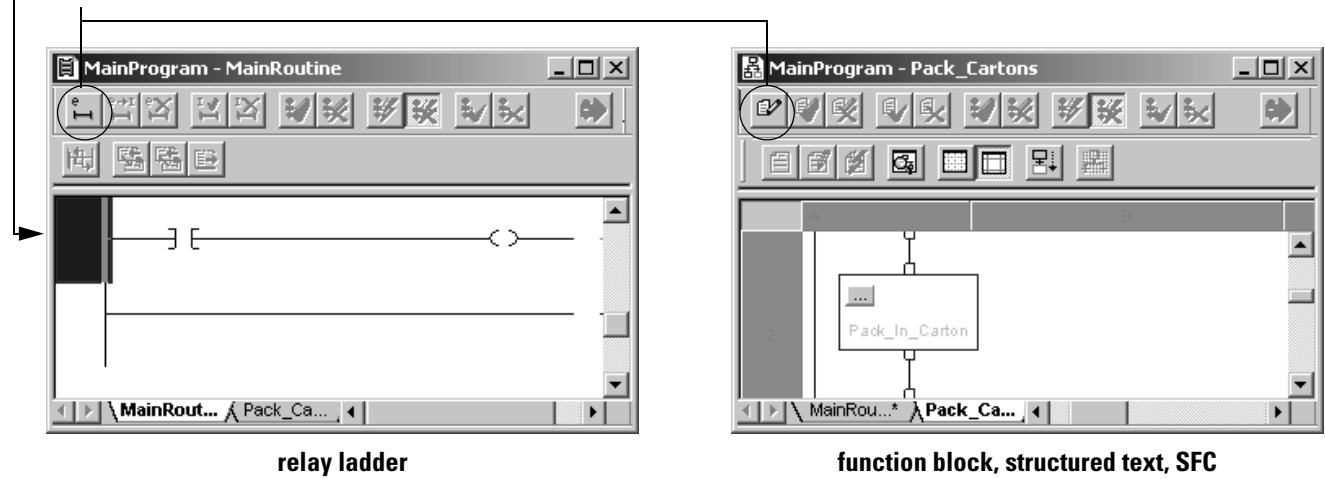 MainProgram - MainRoutine
e
e I e
I I
MainRout... Pack_Ca...
relay ladder
MainProgram - Pack_Cartons
A B
...
Pack_In_Carton
2
MainRou...* Pack_Ca...
function block, structured text, SFC